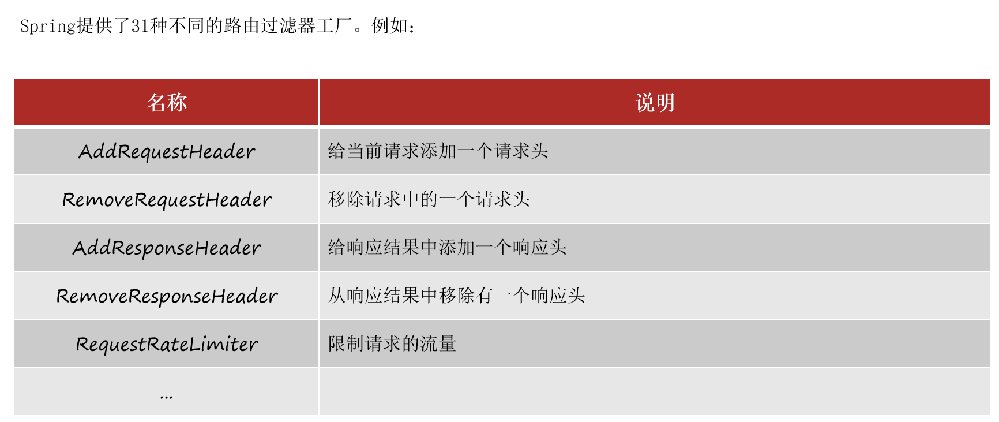 Spring提供了31种不同的路由过滤器工厂。例如：
名称 说明
AddRequestHeader 给当前请求添加一个请求头
RemoveRequestHeader 移除请求中的一个请求头
AddResponseHeader 给响应结果中添加一个响应头
RemoveResponseHeader 从响应结果中移除有一个响应头
RequestRateLimiter 限制请求的流量
...